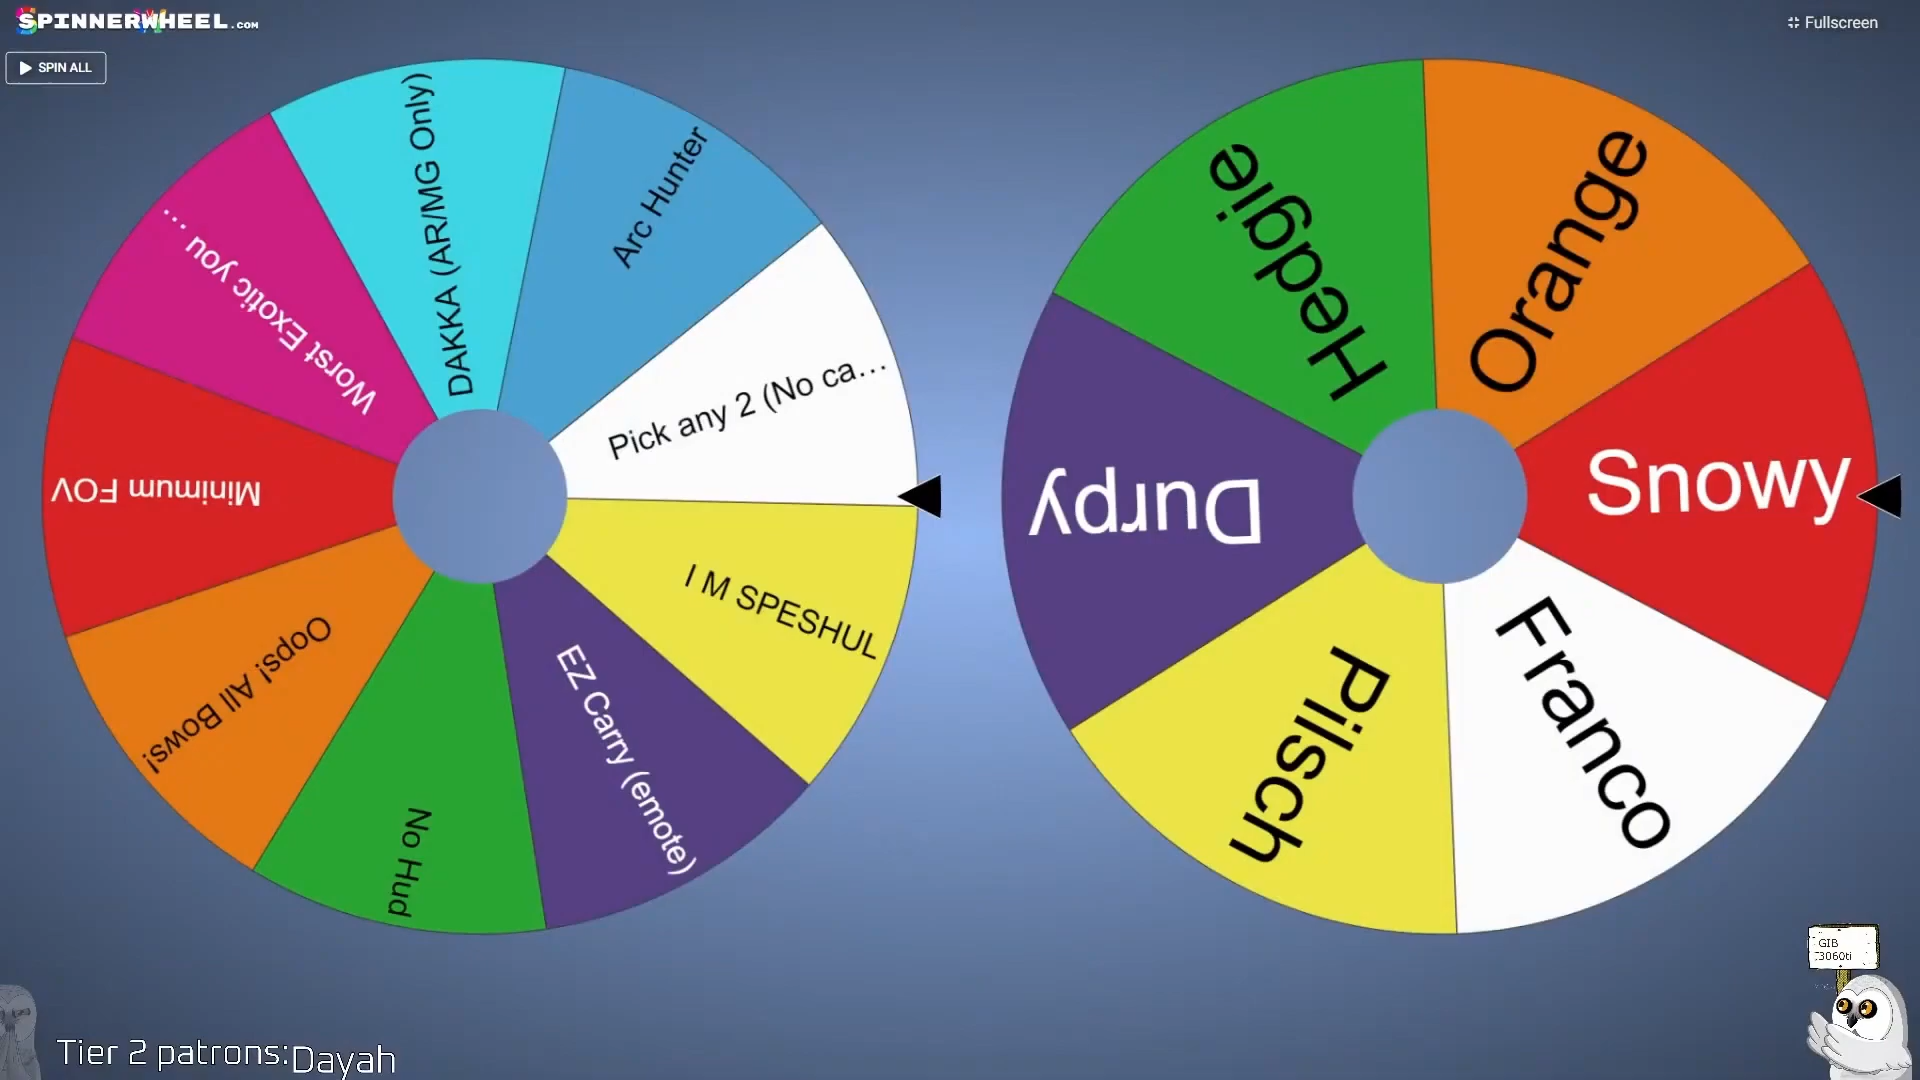 SPINNERWHEEL.COM
Fullscreen
SPIN ALL
DAKKA (AR/MG Only)
Arc Hunter
Pick any 2 (No ca...
I M SPESHUL
EZ Carry (emote)
No Hud
Oops! All Bows!
Minimum FOV
Worst Exotic you ...
Hedgie
Orange
Snowy
Franco
Pilsch
Durpy
GIB
3060ti
Tier 2 patrons:Dayah